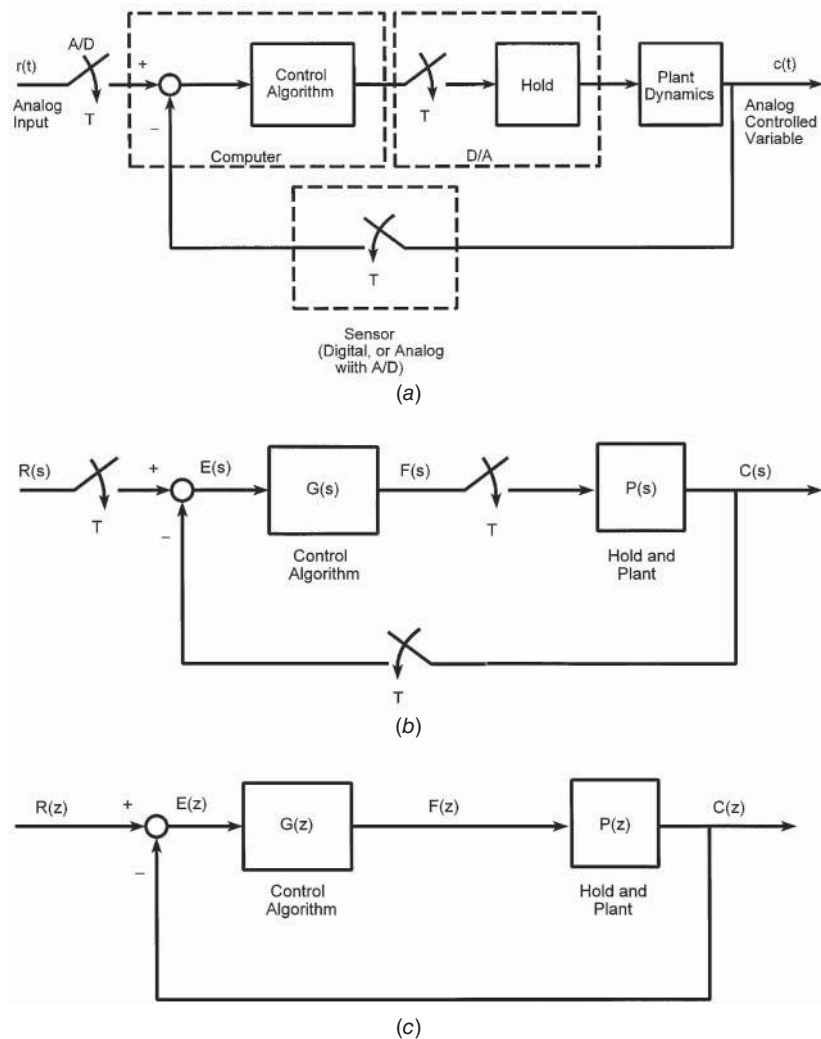 A/D
r(t)
Analog
Input
T
+
−
Control
Algorithm
Computer
T
Hold
D/A
Plant
Dynamics
c(t)
Analog
Controlled
Variable
T
Sensor
(Digital, or Analog
wiith A/D)
(a)
R(s)
T
+
−
E(s)
G(s)
Control
Algorithm
F(s)
T
P(s)
Hold and
Plant
C(s)
T
(b)
R(z)
+
−
E(z)
G(z)
Control
Algorithm
F(z)
P(z)
Hold and
Plant
C(z)
(c)